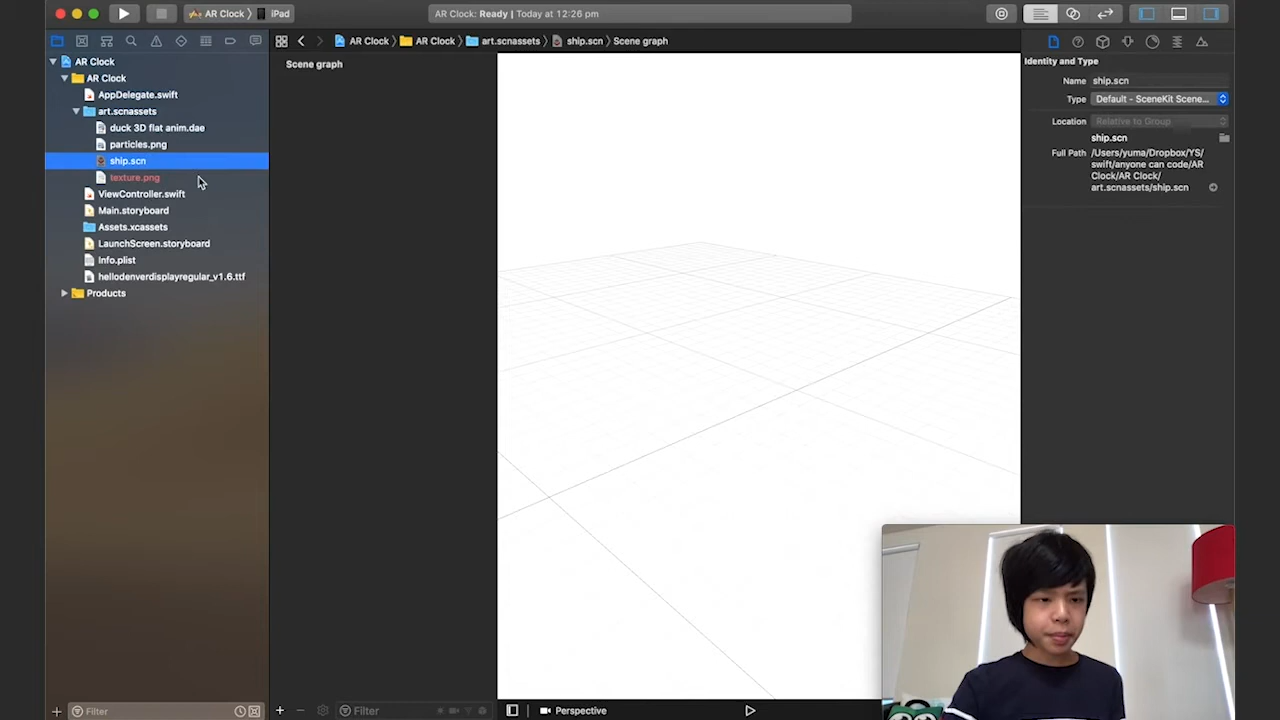 AR Clock
iPad
AR Clock: Ready | Today at 12:26 pm
AR Clock
AR Clock
art.scnassets
ship.scn
Scene graph
AR Clock
AR Clock
AppDelegate.swift
art.scnassets
duck 3D flat anim.dae
particles.png
ship.scn
texture.png
ViewController.swift
Main.storyboard
Assets.xcassets
LaunchScreen.storyboard
Info.plist
hellodenverdisplayregular_v1.6.ttf
Products
Filter
Scene graph
Filter
Perspective
Identity and Type
Name ship.scn
Type Default - SceneKit Scene...
Location Relative to Group
ship.scn
Full Path /Users/yuma/Dropbox/YS/
swift/anyone can code/AR
Clock/AR Clock/
art.scnassets/ship.scn